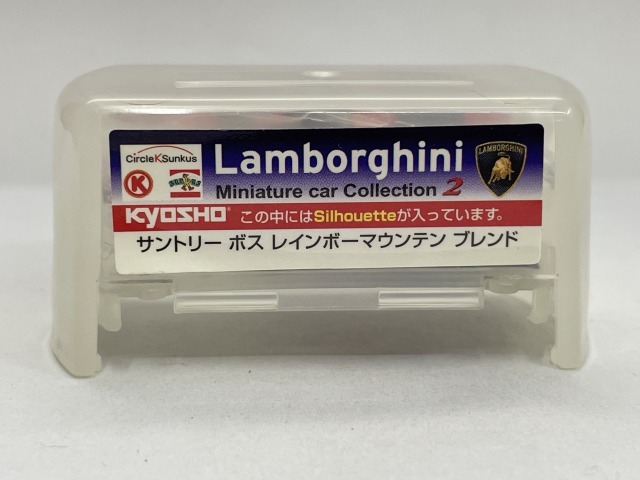 CircleKSunkus
Lamborghini
LAMBORGHINI
K
Miniature car Collection 2
KYOSHO この中にはSilhouetteが入っています。
サントリー ボス レインボーマウンテン ブレンド